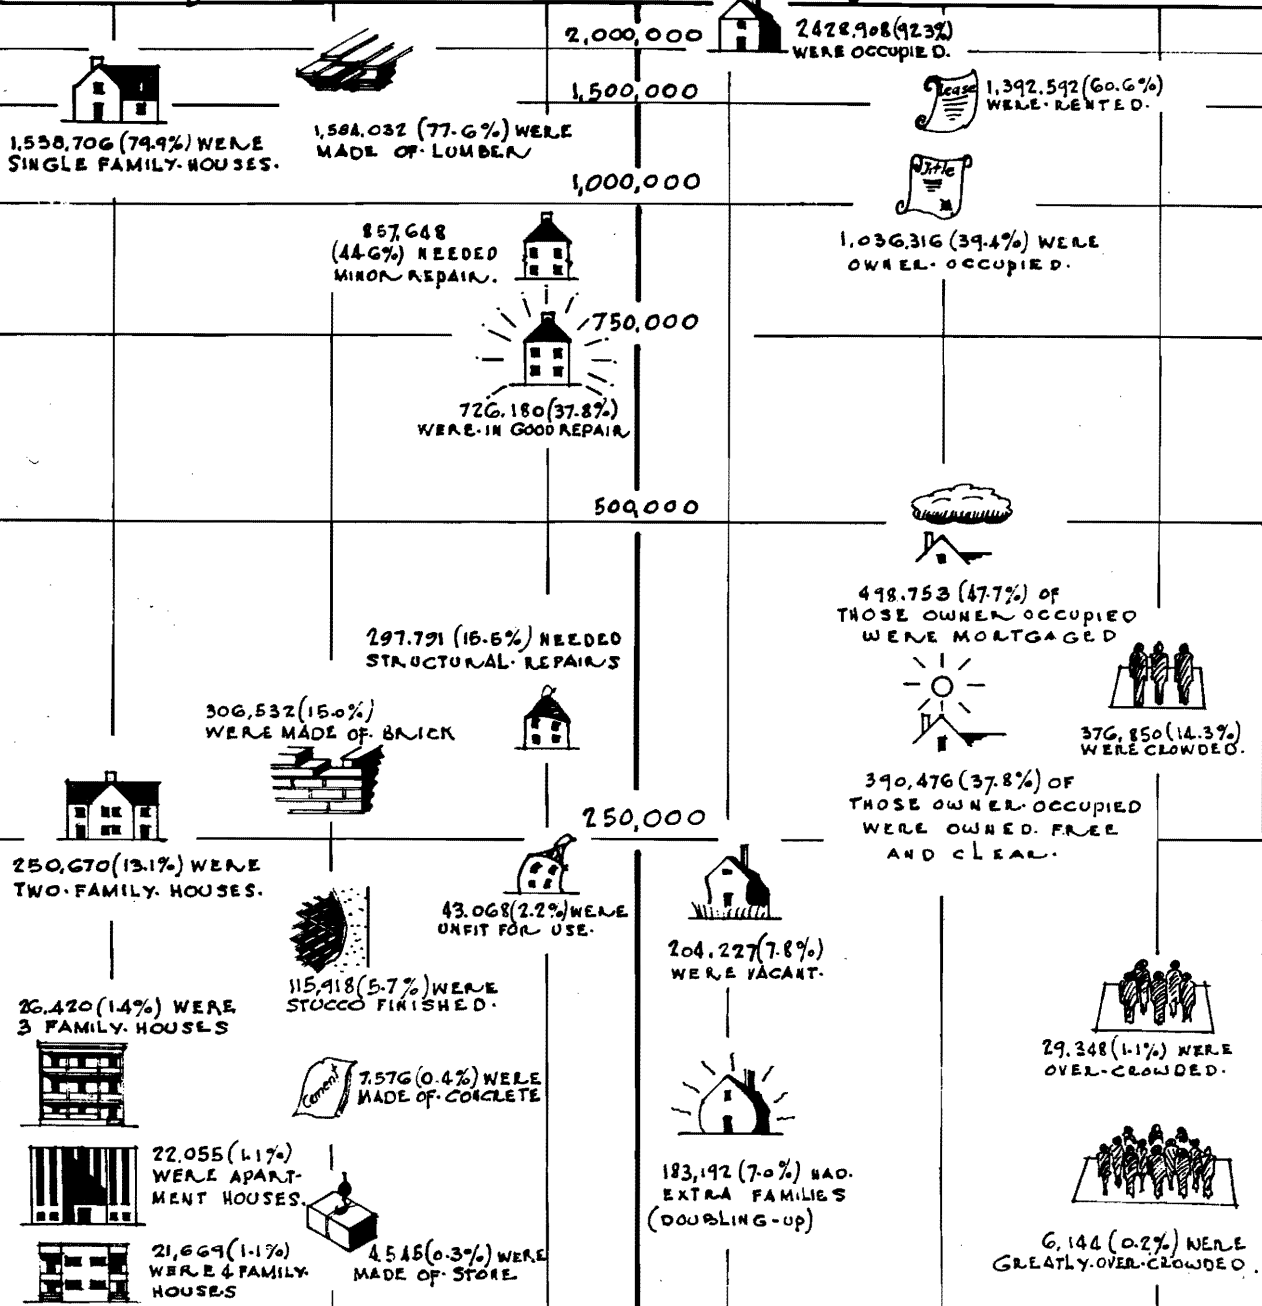 2,000,000
2428,908 (92.3%)
WERE OCCUPIED.
1,500,000
Lease
1,392,592 (60.6%)
WERE RENTED.
1,538,706 (79.9%) WERE
SINGLE FAMILY HOUSES.
1,584,032 (77.6%) WERE
MADE OF LUMBER
1,000,000
Title
1,036,316 (39.4%) WERE
OWNER OCCUPIED.
857,648
(44.6%) NEEDED
MINOR REPAIR.
750,000
726,180 (37.8%)
WERE IN GOOD REPAIR
500,000
498,753 (47.7%) OF
THOSE OWNER OCCUPIED
WERE MORTGAGED
297,791 (15.5%) NEEDED
STRUCTURAL REPAIRS
306,532 (15.0%)
WERE MADE OF BRICK
376,850 (14.3%)
WERE CROWDED.
390,476 (37.8%) OF
THOSE OWNER OCCUPIED
WERE OWNED FREE
AND CLEAR.
250,000
250,670 (13.1%) WERE
TWO FAMILY HOUSES.
43,068 (2.2%) WERE
UNFIT FOR USE.
204,227 (7.8%)
WERE VACANT.
115,918 (5.7%) WERE
STUCCO FINISHED.
26,420 (1.4%) WERE
3 FAMILY HOUSES
29,348 (1.1%) WERE
OVER-CROWDED.
Cement
7,576 (0.4%) WERE
MADE OF CONCRETE
22,055 (1.1%)
WERE APART-
MENT HOUSES.
183,192 (7.0%) HAD
EXTRA FAMILIES
(DOUBLING-UP)
21,669 (1.1%)
WERE 4 FAMILY
HOUSES
4,545 (0.3%) WERE
MADE OF STONE
6,144 (0.2%) WERE
GREATLY OVER-CROWDED.